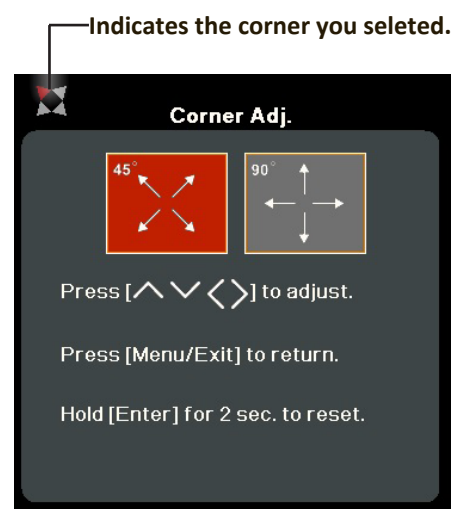 Indicates the corner you seleted.
Corner Adj.
45° 90°
Press [∧ ∨ < >] to adjust.
Press [Menu/Exit] to return.
Hold [Enter] for 2 sec. to reset.